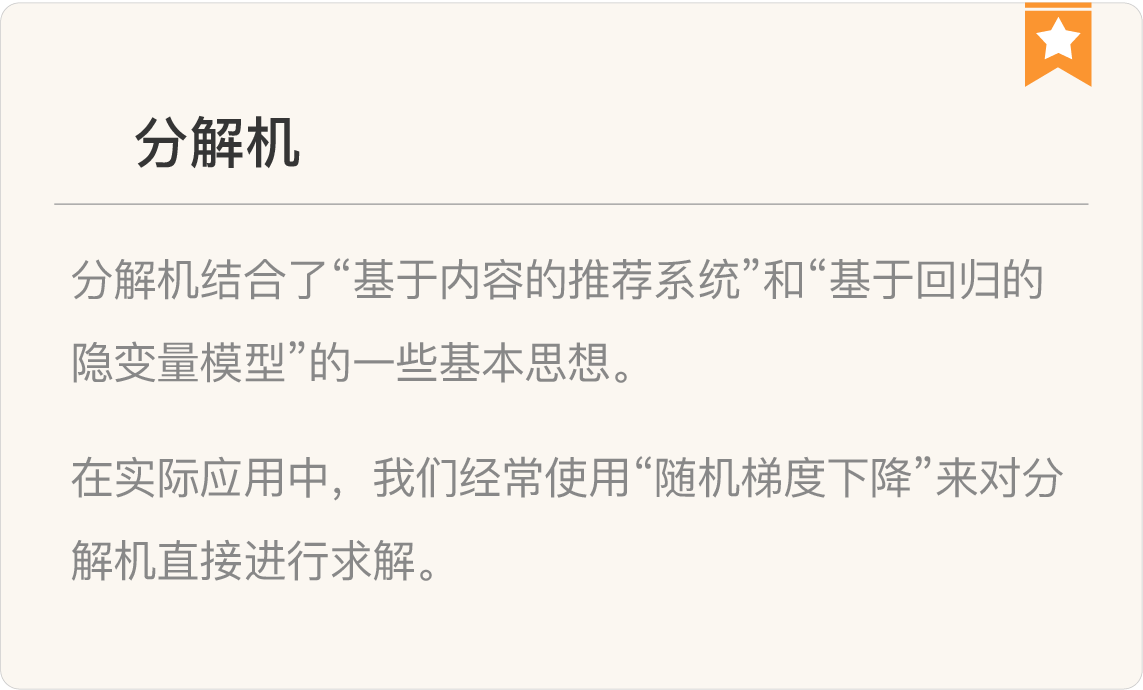 分解机
分解机结合了“基于内容的推荐系统”和“基于回归的
隐变量模型”的一些基本思想。
在实际应用中，我们经常使用“随机梯度下降”来对分
解机直接进行求解。